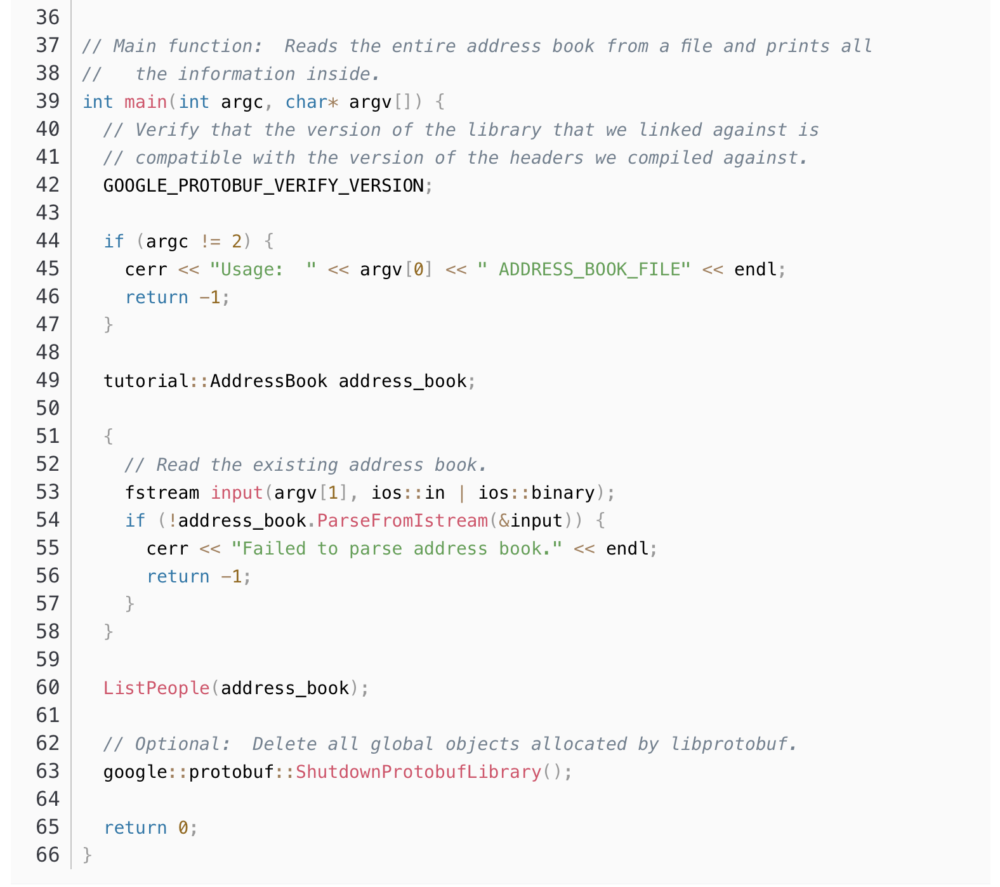 36
37 // Main function:  Reads the entire address book from a file and prints all
38 //   the information inside.
39 int main(int argc, char* argv[]) {
40   // Verify that the version of the library that we linked against is
41   // compatible with the version of the headers we compiled against.
42   GOOGLE_PROTOBUF_VERIFY_VERSION;
43
44   if (argc != 2) {
45     cerr << "Usage:  " << argv[0] << " ADDRESS_BOOK_FILE" << endl;
46     return -1;
47   }
48
49   tutorial::AddressBook address_book;
50
51   {
52     // Read the existing address book.
53     fstream input(argv[1], ios::in | ios::binary);
54     if (!address_book.ParseFromIstream(&input)) {
55       cerr << "Failed to parse address book." << endl;
56       return -1;
57     }
58   }
59
60   ListPeople(address_book);
61
62   // Optional:  Delete all global objects allocated by libprotobuf.
63   google::protobuf::ShutdownProtobufLibrary();
64
65   return 0;
66 }